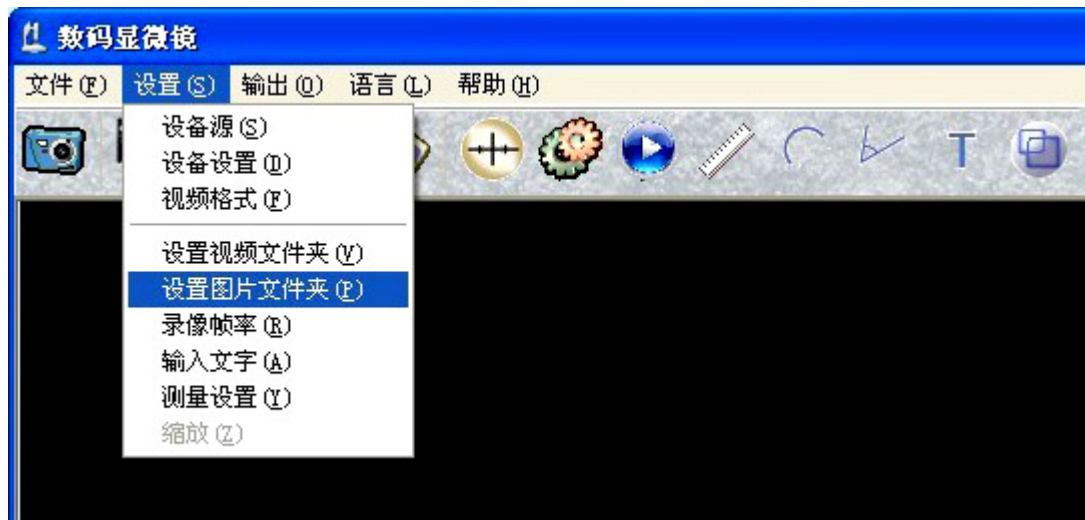 数码显微镜
文件(F) 设置(S) 输出(O) 语言(L) 帮助(H)
设备源(S)
设备设置(D)
视频格式(F)
T
设置视频文件夹(V)
设置图片文件夹(P)
录像帧率(R)
输入文字(A)
测量设置(Y)
缩放(Z)